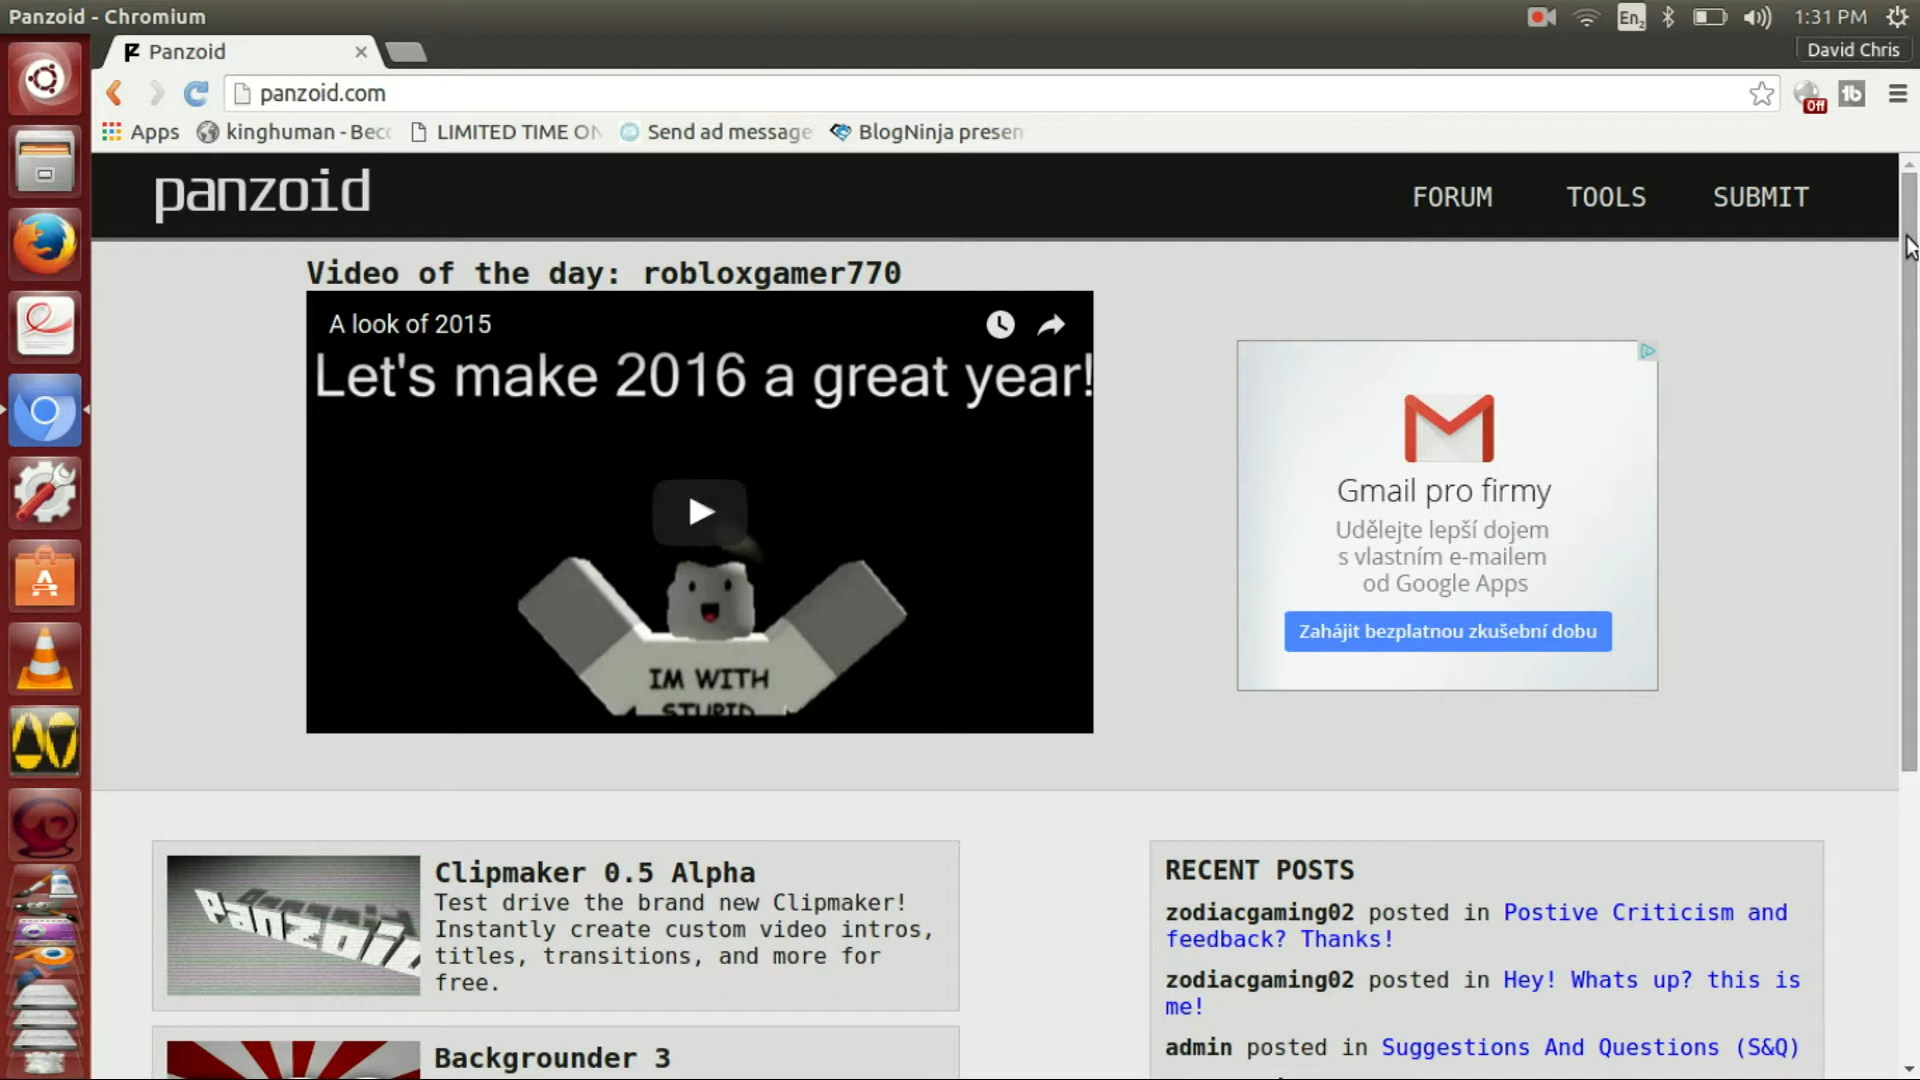 Panzoid - Chromium
En2
1:31 PM
Panzoid
David Chris
panzoid.com
Off
tb
Apps
kinghuman - Bec
LIMITED TIME ON
Send ad message
BlogNinja presen
panzoid
FORUM
TOOLS
SUBMIT
Video of the day: robloxgamer770
A look of 2015
Let's make 2016 a great year!
IM WITH
STUPID
Gmail pro firmy
Udělejte lepší dojem
s vlastním e-mailem
od Google Apps
Zahájit bezplatnou zkušební dobu
Panzoid
Clipmaker 0.5 Alpha
Test drive the brand new Clipmaker!
Instantly create custom video intros,
titles, transitions, and more for
free.
Backgrounder 3
RECENT POSTS
zodiacgaming02 posted in Postive Criticism and
feedback? Thanks!
zodiacgaming02 posted in Hey! Whats up? this is
me!
admin posted in Suggestions And Questions (S&Q)